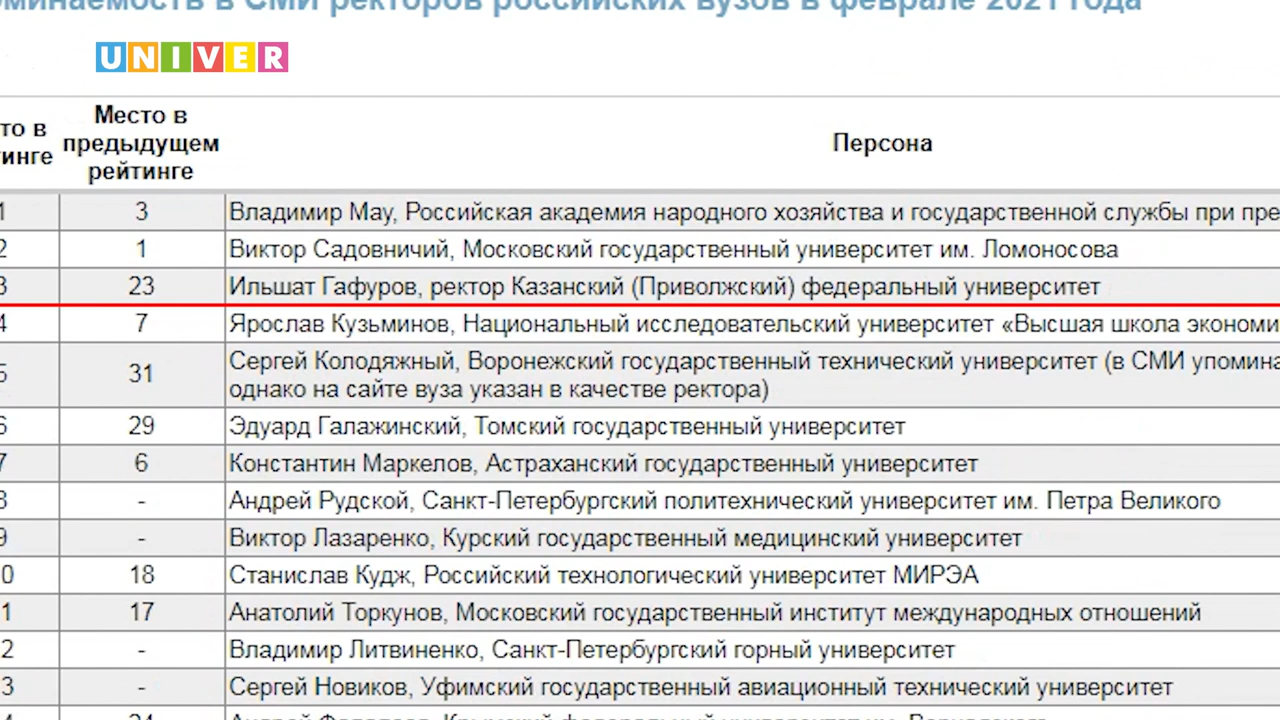 в СМИ ректоров российских вузов в феврале 2021 года
UNIVER
Место в
предыдущем
рейтинге
Персона
1 3 Владимир Мау, Российская академия народного хозяйства и государственной службы при пре
2 1 Виктор Садовничий, Московский государственный университет им. Ломоносова
3 23 Ильшат Гафуров, ректор Казанский (Приволжский) федеральный университет
4 7 Ярослав Кузьминов, Национальный исследовательский университет «Высшая школа экономи
5 31 Сергей Колодяжный, Воронежский государственный технический университет (в СМИ упомина
однако на сайте вуза указан в качестве ректора)
6 29 Эдуард Галажинский, Томский государственный университет
7 6 Константин Маркелов, Астраханский государственный университет
8 - Андрей Рудской, Санкт-Петербургский политехнический университет им. Петра Великого
9 - Виктор Лазаренко, Курский государственный медицинский университет
0 18 Станислав Кудж, Российский технологический университет МИРЭА
1 17 Анатолий Торкунов, Московский государственный институт международных отношений
2 - Владимир Литвиненко, Санкт-Петербургский горный университет
3 - Сергей Новиков, Уфимский государственный авиационный технический университет